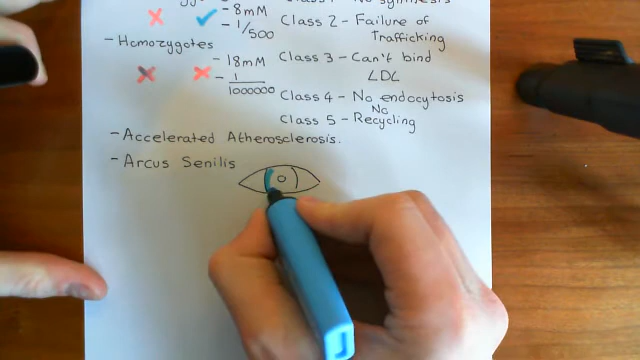 - 8mM
- 1/500
Class 2 - Failure of
trafficking
- Homozygotes
- 18mM
- 1
1000000
Class 3 - Can't bind
LDL
Class 4 - No endocytosis
Class 5 - No Recycling
- Accelerated Atherosclerosis.
- Arcus Senilis